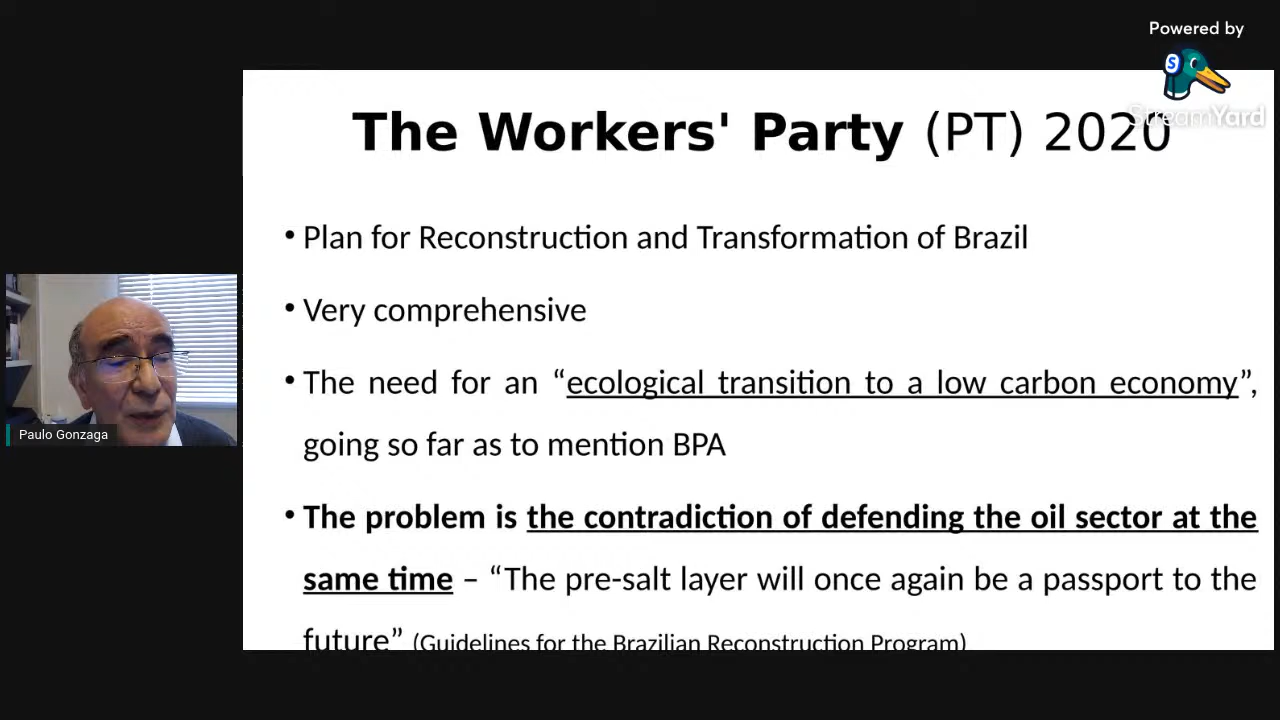 Powered by
StreamYard
The Workers' Party (PT) 2020
• Plan for Reconstruction and Transformation of Brazil
• Very comprehensive
• The need for an “ecological transition to a low carbon economy”,
going so far as to mention BPA
• The problem is the contradiction of defending the oil sector at the
same time – “The pre-salt layer will once again be a passport to the
future” (Guidelines for the Brazilian Reconstruction Program)
Paulo Gonzaga